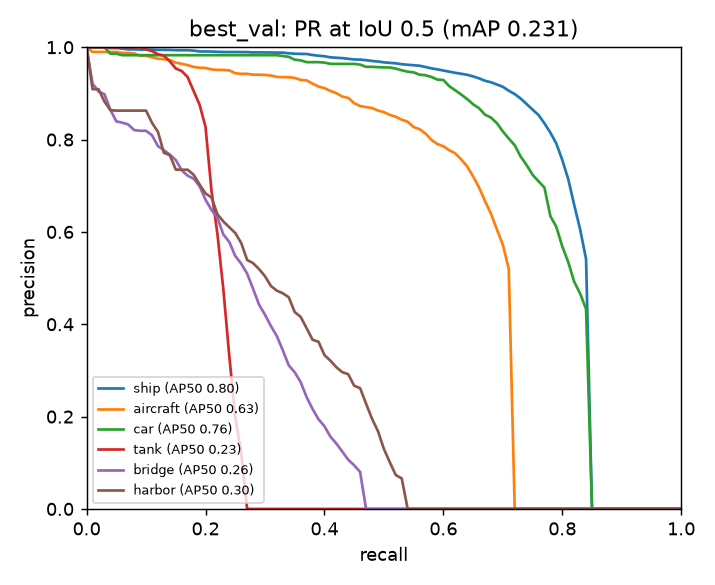 best_val: PR at IoU 0.5 (mAP 0.231)
1.0
0.8
0.6
0.4
0.2
0.0
precision
ship (AP50 0.80)
aircraft (AP50 0.63)
car (AP50 0.76)
tank (AP50 0.23)
bridge (AP50 0.26)
harbor (AP50 0.30)
0.0 0.2 0.4 0.6 0.8 1.0
recall